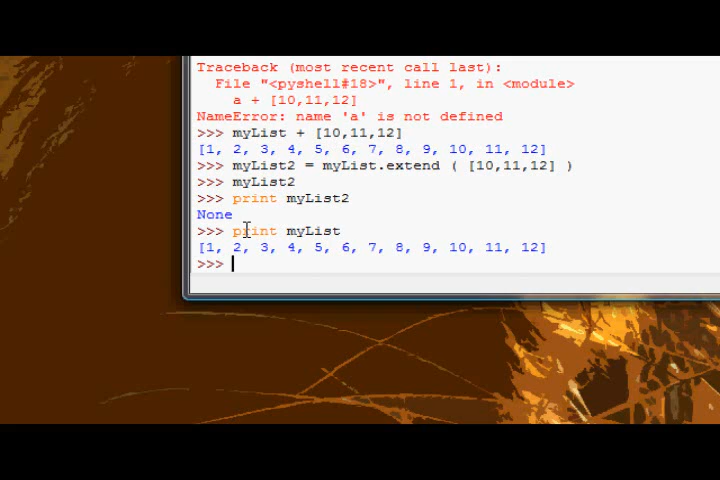 Traceback (most recent call last):
  File "<pyshell#18>", line 1, in <module>
    a + [10,11,12]
NameError: name 'a' is not defined
>>> myList + [10,11,12]
[1, 2, 3, 4, 5, 6, 7, 8, 9, 10, 11, 12]
>>> myList2 = myList.extend ( [10,11,12] )
>>> myList2
>>> print myList2
None
>>> print myList
[1, 2, 3, 4, 5, 6, 7, 8, 9, 10, 11, 12]
>>>